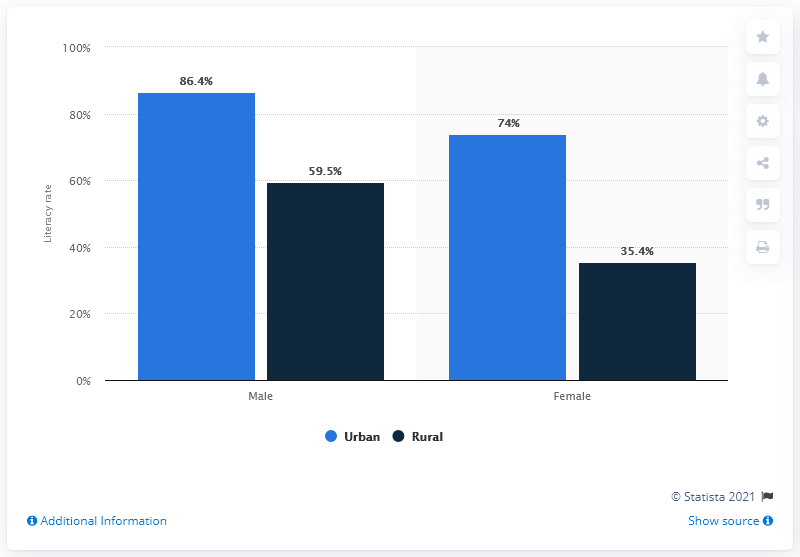 100%
80%
60%
40%
20%
0%
Literacy rate
86.4%
59.5%
74%
35.4%
Male
Female
Urban
Rural
© Statista 2021
Additional Information
Show source